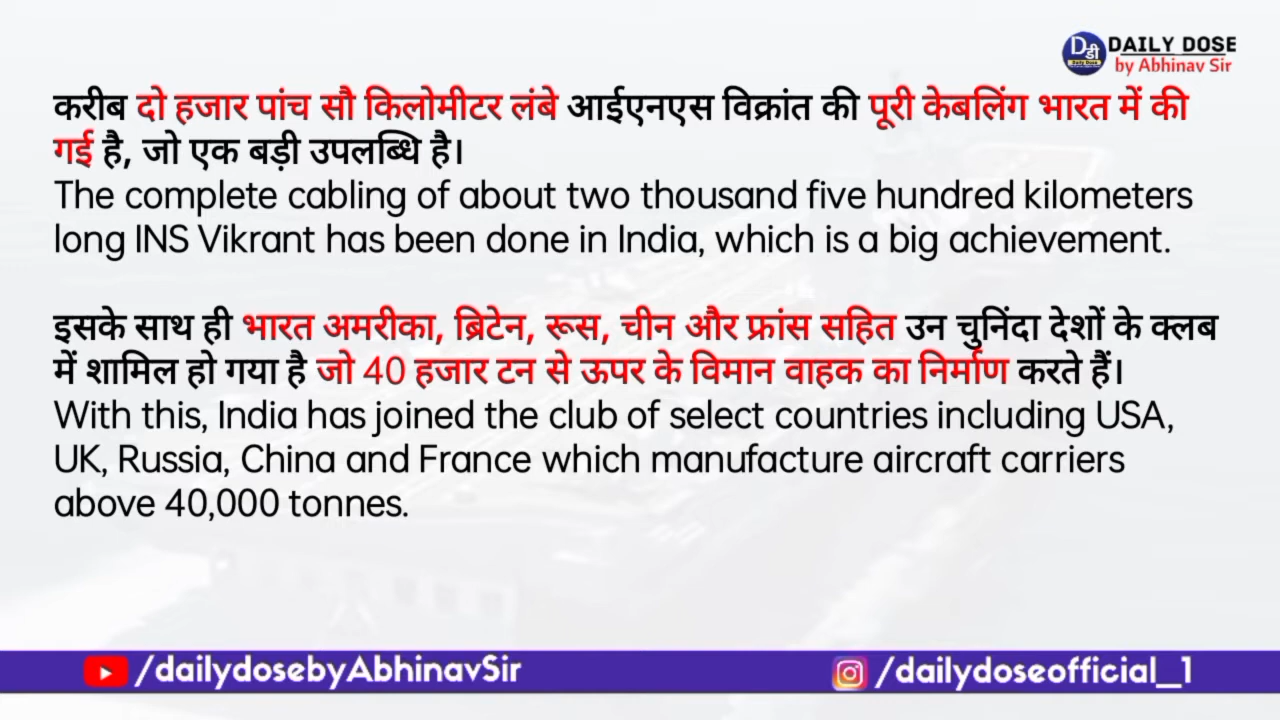 DAILY DOSE
by Abhinav Sir
करीब दो हजार पांच सौ किलोमीटर लंबे आईएनएस विक्रांत की पूरी केबलिंग भारत में की
गई है, जो एक बड़ी उपलब्धि है।
The complete cabling of about two thousand five hundred kilometers
long INS Vikrant has been done in India, which is a big achievement.
इसके साथ ही भारत अमरीका, ब्रिटेन, रूस, चीन और फ्रांस सहित उन चुनिंदा देशों के क्लब
में शामिल हो गया है जो 40 हजार टन से ऊपर के विमान वाहक का निर्माण करते हैं।
With this, India has joined the club of select countries including USA,
UK, Russia, China and France which manufacture aircraft carriers
above 40,000 tonnes.
/dailydosebyAbhinavSir
/dailydoseofficial_1